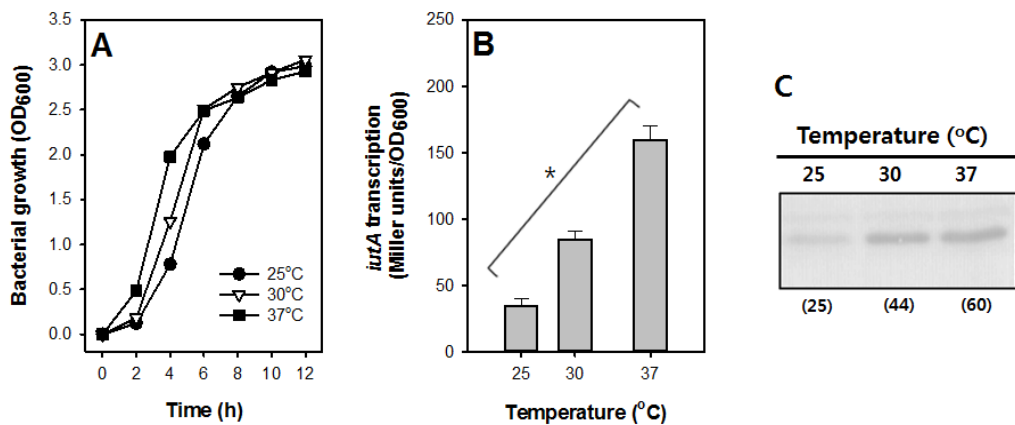 A
Bacterial growth (OD600)
3.5
3.0
2.5
2.0
1.5
1.0
0.5
0.0
25°C
30°C
37°C
0 2 4 6 8 10 12
Time (h)
B
iutA transcription
(Miller units/OD600)
250
200
150
100
50
0
*
25 30 37
Temperature (°C)
C
Temperature (°C)
25 30 37
(25) (44) (60)